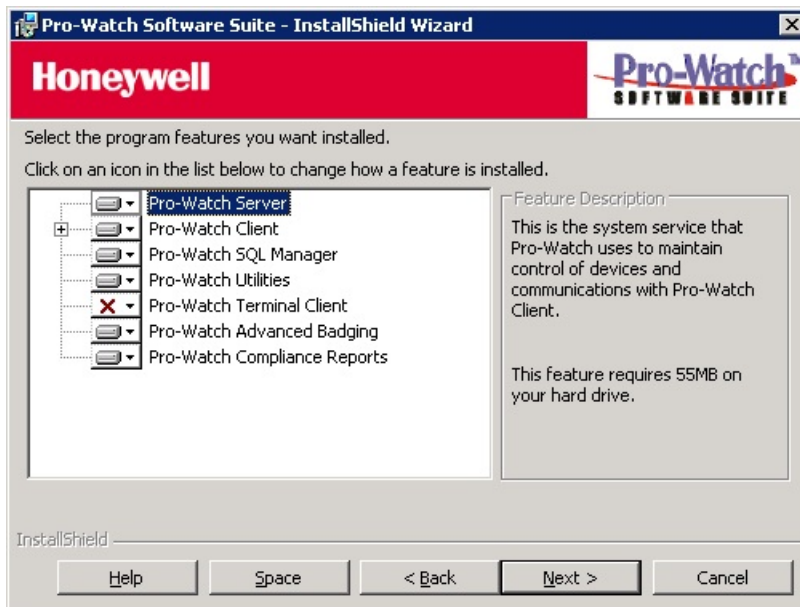 Pro-Watch Software Suite - InstallShield Wizard
Honeywell
Pro-Watch™
SOFTWARE SUITE
Select the program features you want installed.
Click on an icon in the list below to change how a feature is installed.
Pro-Watch Server
Pro-Watch Client
Pro-Watch SQL Manager
Pro-Watch Utilities
Pro-Watch Terminal Client
Pro-Watch Advanced Badging
Pro-Watch Compliance Reports
Feature Description
This is the system service that
Pro-Watch uses to maintain
control of devices and
communications with Pro-Watch
Client.
This feature requires 55MB on
your hard drive.
InstallShield
Help
Space
< Back
Next >
Cancel